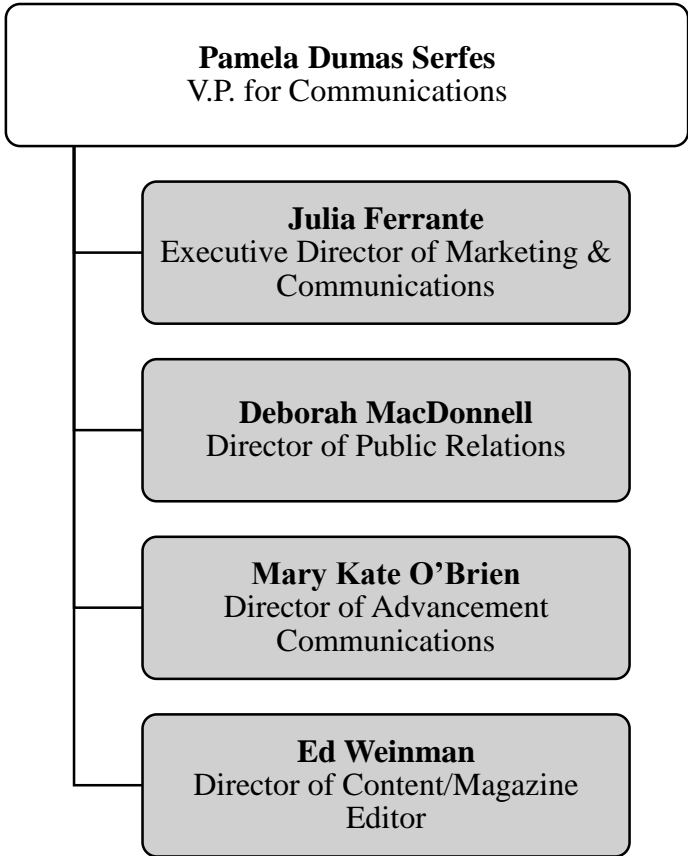 Pamela Dumas Serfes
V.P. for Communications
Julia Ferrante
Executive Director of Marketing &
Communications
Deborah MacDonnell
Director of Public Relations
Mary Kate O’Brien
Director of Advancement
Communications
Ed Weinman
Director of Content/Magazine
Editor